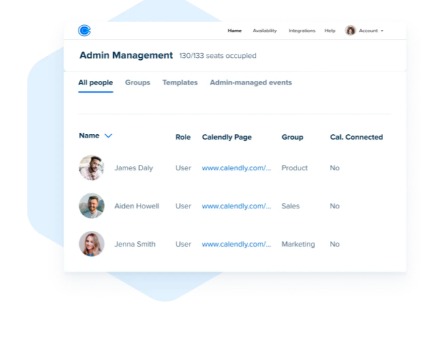 Home Availability Integrations Help Account
Admin Management 130/133 seats occupied
All people Groups Templates Admin-managed events
Name Role Calendly Page Group Cal. Connected
James Daly User www.calendly.com/... Product No
Aiden Howell User www.calendly.com/... Sales No
Jenna Smith User www.calendly.com/... Marketing No